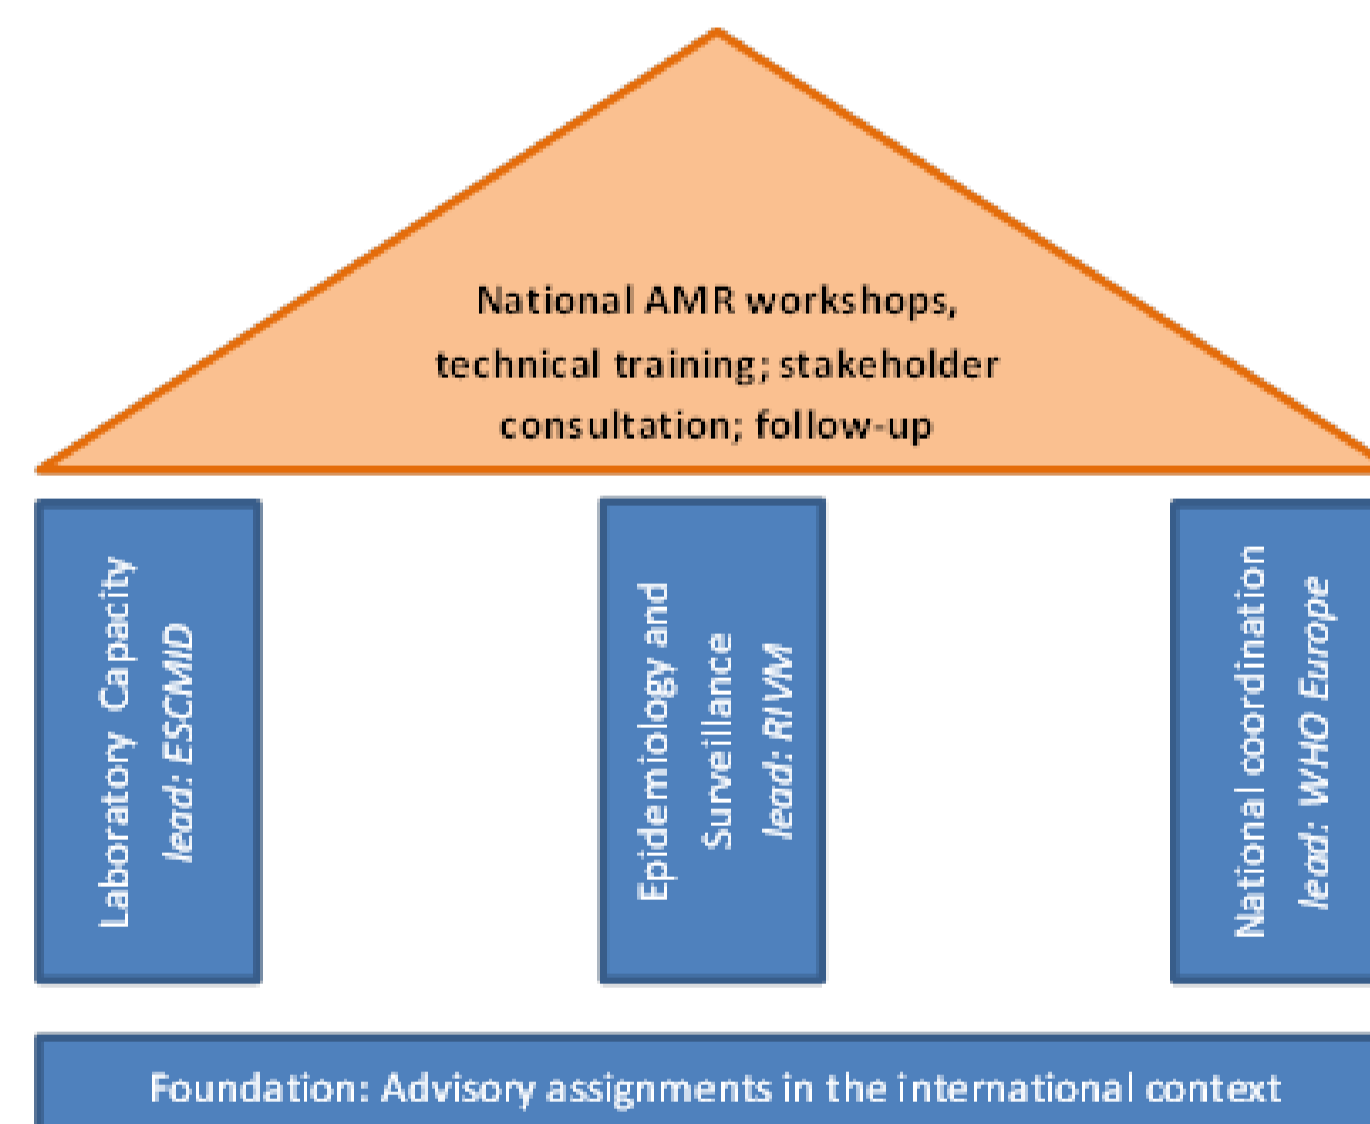 National AMR workshops,
technical training; stakeholder
consultation; follow-up
Laboratory Capacity
lead: ESCMID
Epidemiology and
Surveillance
lead: RIVM
National coordination
lead: WHO Europe
Foundation: Advisory assignments in the international context